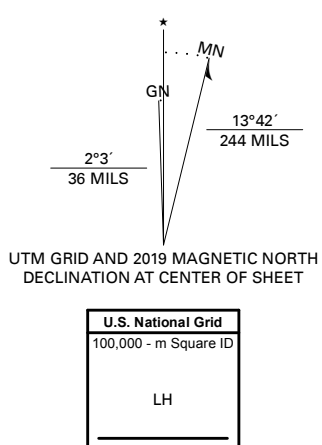 ★
MN
GN
13°42´
244 MILS
2°3´
36 MILS
UTM GRID AND 2019 MAGNETIC NORTH
DECLINATION AT CENTER OF SHEET
U.S. National Grid
100,000 - m Square ID
LH